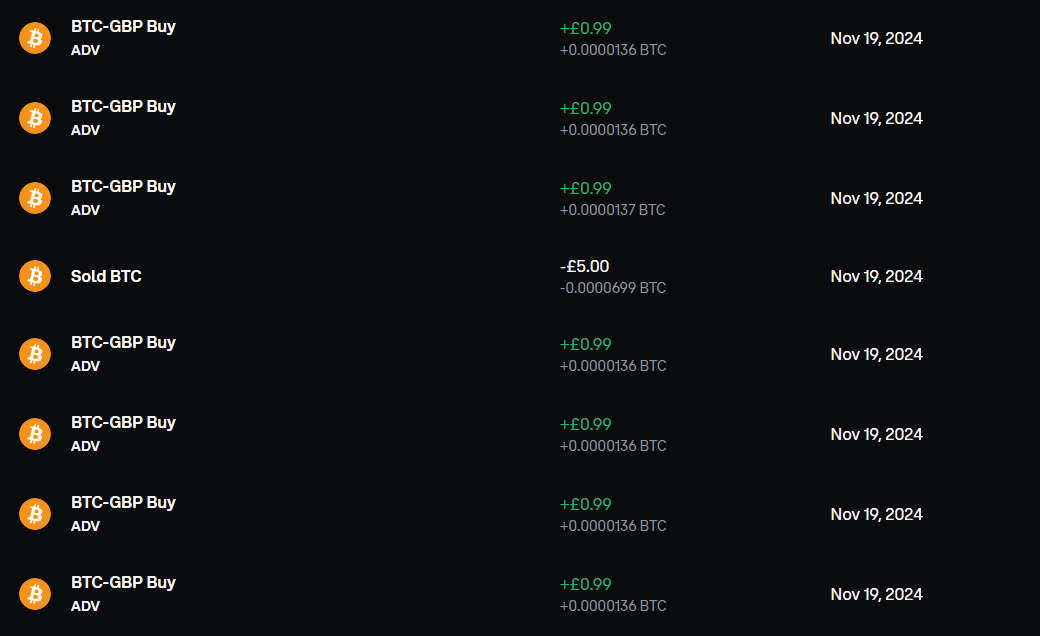 BTC-GBP Buy
ADV
+£0.99
+0.0000136 BTC
Nov 19, 2024
BTC-GBP Buy
ADV
+£0.99
+0.0000136 BTC
Nov 19, 2024
BTC-GBP Buy
ADV
+£0.99
+0.0000137 BTC
Nov 19, 2024
Sold BTC
-£5.00
-0.0000699 BTC
Nov 19, 2024
BTC-GBP Buy
ADV
+£0.99
+0.0000136 BTC
Nov 19, 2024
BTC-GBP Buy
ADV
+£0.99
+0.0000136 BTC
Nov 19, 2024
BTC-GBP Buy
ADV
+£0.99
+0.0000136 BTC
Nov 19, 2024
BTC-GBP Buy
ADV
+£0.99
+0.0000136 BTC
Nov 19, 2024